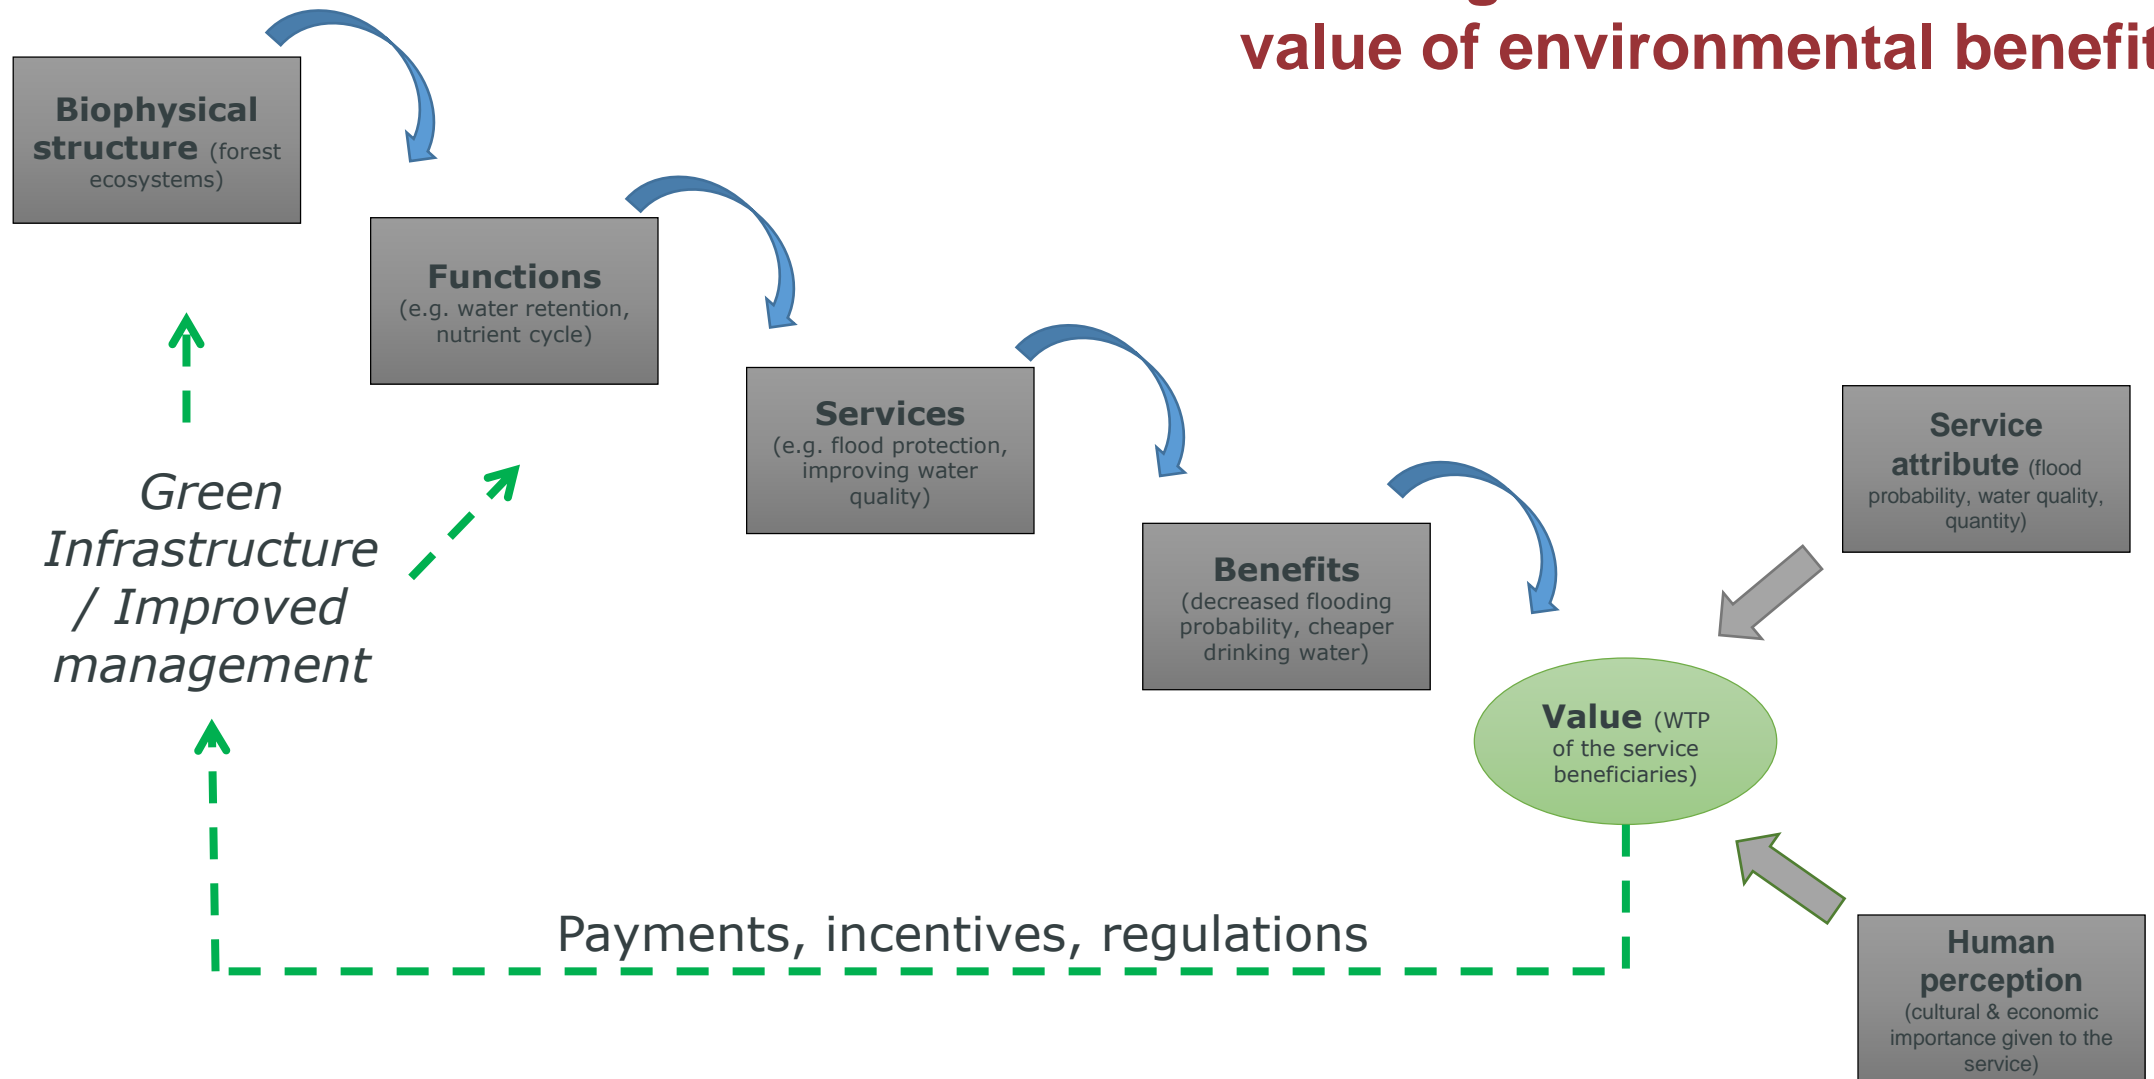 value of environmental benefit
Biophysical
structure (forest
ecosystems)
Functions
(e.g. water retention,
nutrient cycle)
Services
(e.g. flood protection,
improving water
quality)
Benefits
(decreased flooding
probability, cheaper
drinking water)
Service
attribute (flood
probability, water quality,
quantity)
Green
Infrastructure
/ Improved
management
Value (WTP
of the service
beneficiaries)
Payments, incentives, regulations
Human
perception
(cultural & economic
importance given to the
service)